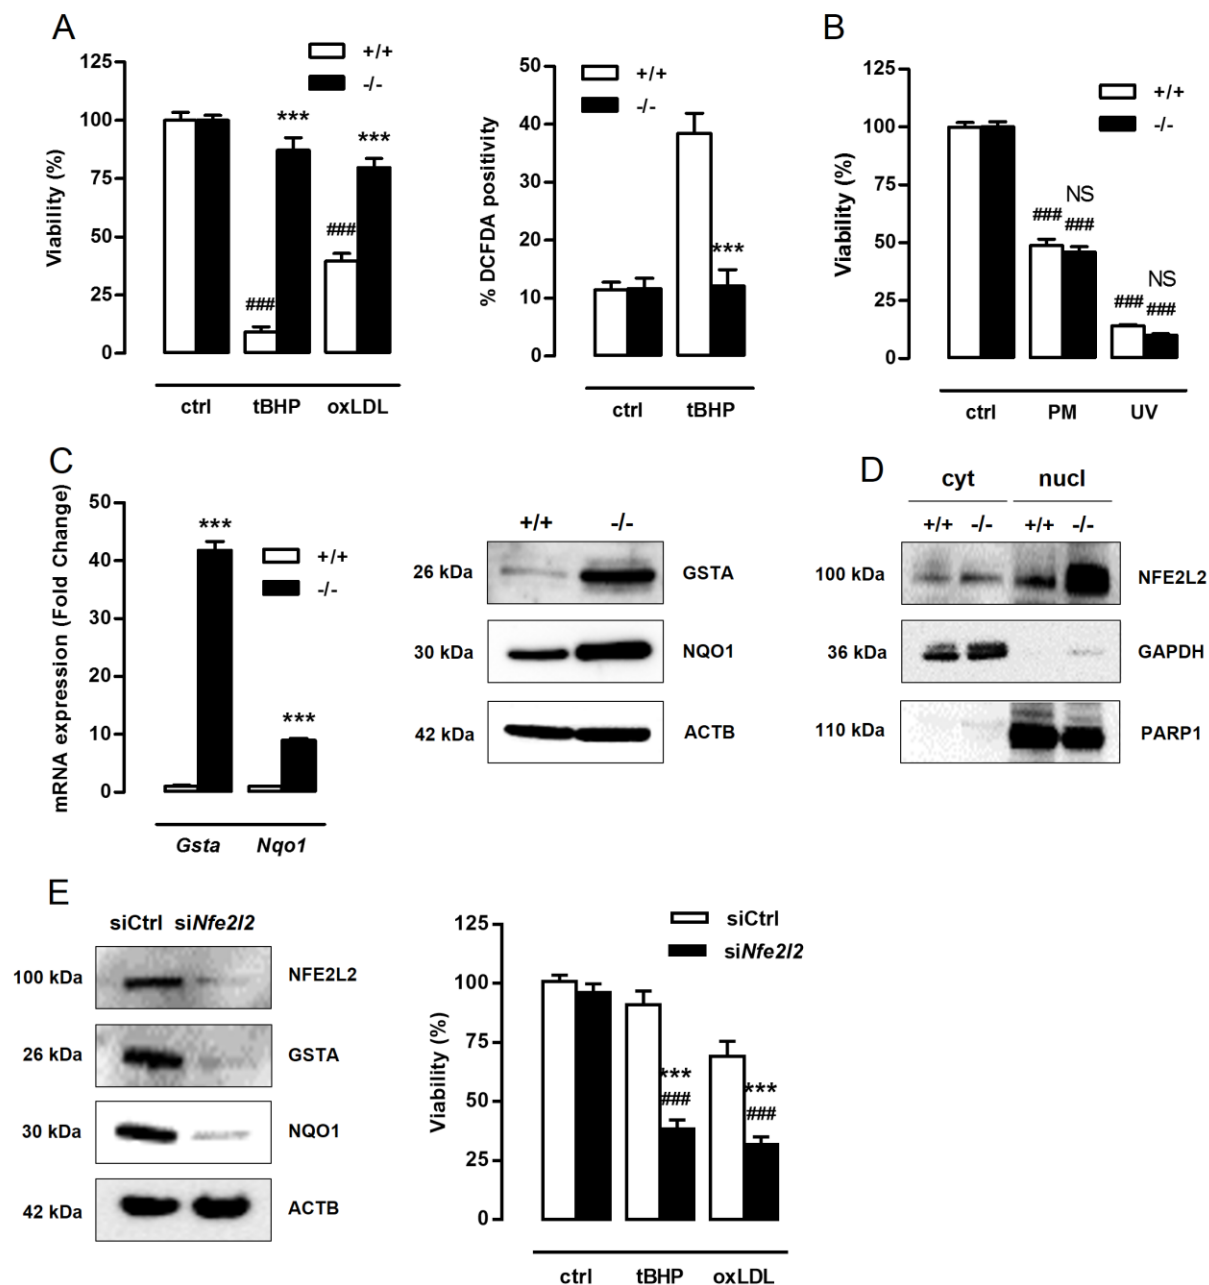 A
+/+
-/-
Viability (%)
125
100
75
50
25
0
***
***
###
###
ctrl tBHP oxLDL
+/+
-/-
% DCFDA positivity
50
40
30
20
10
0
***
ctrl tBHP
B
+/+
-/-
Viability (%)
125
100
75
50
25
0
NS
### ###
NS
### ###
ctrl PM UV
C
mRNA expression (Fold Change)
50
40
30
20
10
0
+/+
-/-
***
***
Gsta Nqo1
+/+ -/-
26 kDa GSTA
30 kDa NQO1
42 kDa ACTB
D
cyt nucl
+/+ -/- +/+ -/-
100 kDa NFE2L2
36 kDa GAPDH
110 kDa PARP1
E
siCtrl siNfe2l2
100 kDa NFE2L2
26 kDa GSTA
30 kDa NQO1
42 kDa ACTB
siCtrl
siNfe2l2
Viability (%)
125
100
75
50
25
0
***
###
***
###
ctrl tBHP oxLDL